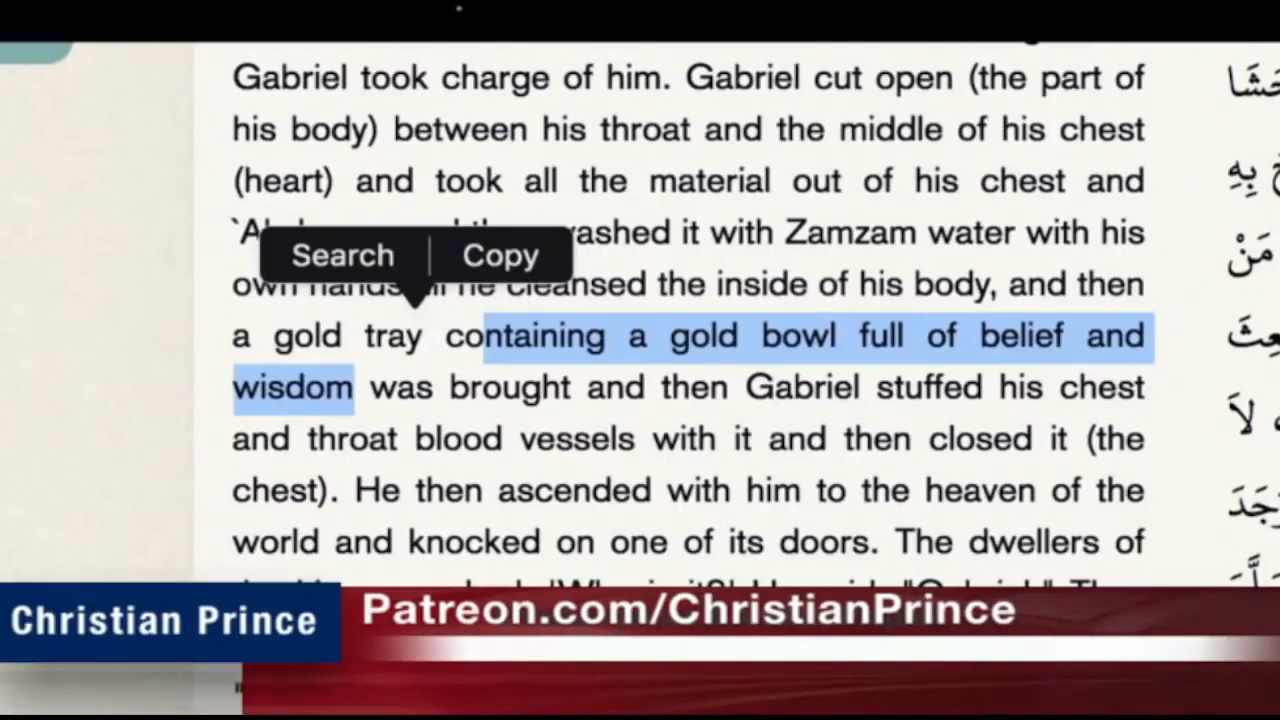 Gabriel took charge of him. Gabriel cut open (the part of
his body) between his throat and the middle of his chest
(heart) and took all the material out of his chest and
washed it with Zamzam water with his
Search
Copy
own hands till he cleansed the inside of his body, and then
a gold tray containing a gold bowl full of belief and
wisdom was brought and then Gabriel stuffed his chest
and throat blood vessels with it and then closed it (the
chest). He then ascended with him to the heaven of the
world and knocked on one of its doors. The dwellers of
بِهِ
مَنْ
لاَ
Christian Prince
Patreon.com/ChristianPrince